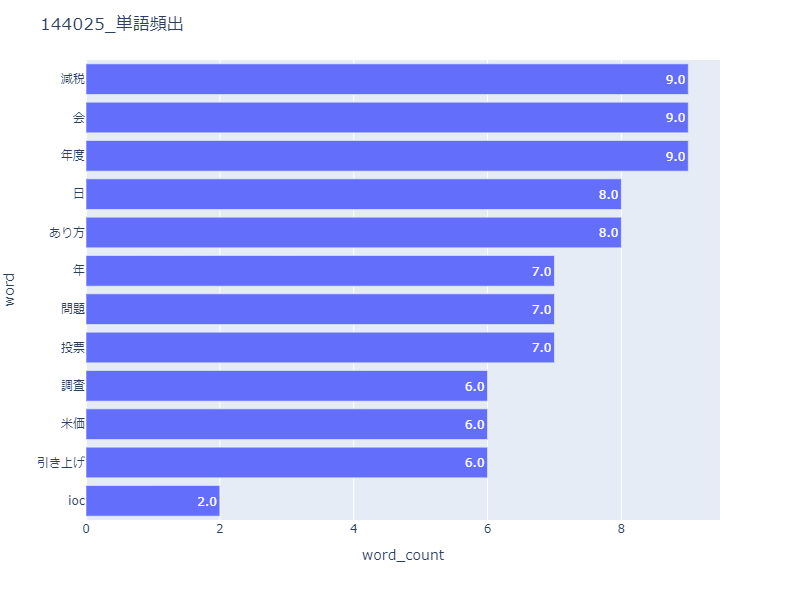 144025_単語頻出
減税 9.0
会 9.0
年度 9.0
日 8.0
あり方 8.0
年 7.0
問題 7.0
投票 7.0
調査 6.0
米価 6.0
引き上げ 6.0
ioc 2.0
0 2 4 6 8
word_count
word